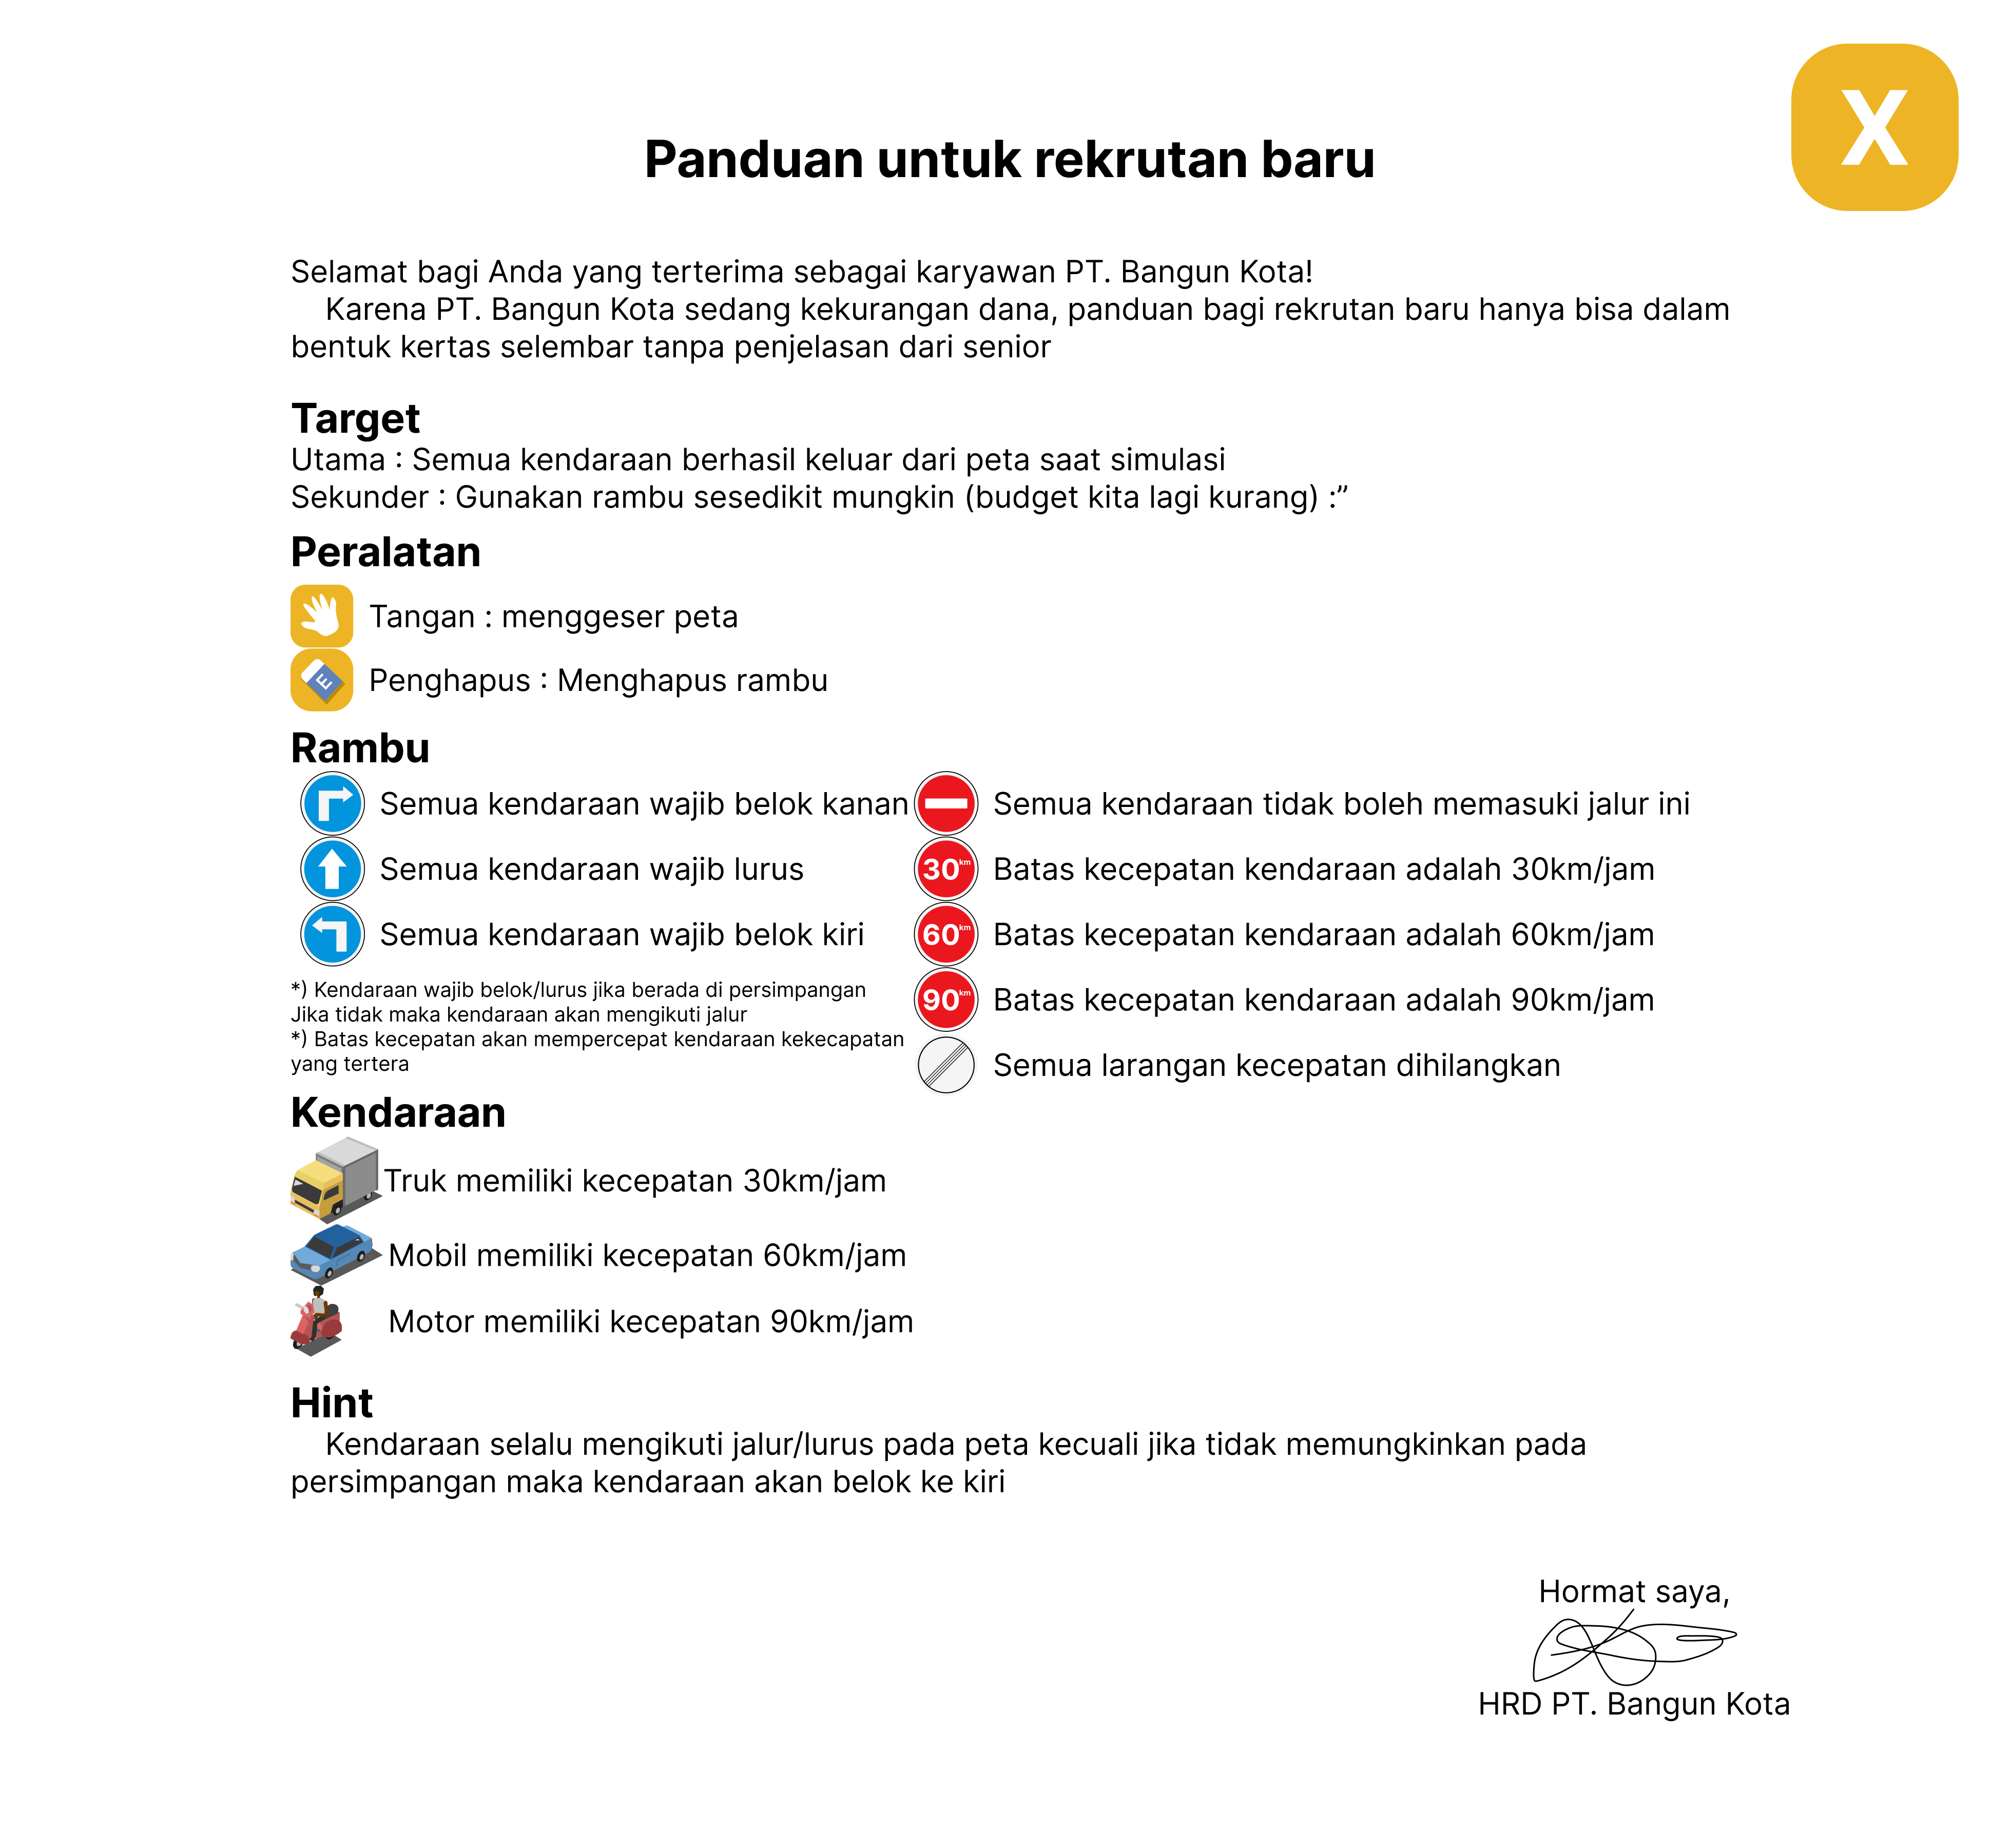 X
Panduan untuk rekrutan baru
Selamat bagi Anda yang terterima sebagai karyawan PT. Bangun Kota!
Karena PT. Bangun Kota sedang kekurangan dana, panduan bagi rekrutan baru hanya bisa dalam
bentuk kertas selembar tanpa penjelasan dari senior
Target
Utama : Semua kendaraan berhasil keluar dari peta saat simulasi
Sekunder : Gunakan rambu sesedikit mungkin (budget kita lagi kurang) :”
Peralatan
Tangan : menggeser peta
E
Penghapus : Menghapus rambu
Rambu
Semua kendaraan wajib belok kanan
Semua kendaraan wajib lurus
Semua kendaraan wajib belok kiri
*) Kendaraan wajib belok/lurus jika berada di persimpangan
Jika tidak maka kendaraan akan mengikuti jalur
*) Batas kecepatan akan mempercepat kendaraan kekecapatan
yang tertera
Semua kendaraan tidak boleh memasuki jalur ini
30km Batas kecepatan kendaraan adalah 30km/jam
60km Batas kecepatan kendaraan adalah 60km/jam
90km Batas kecepatan kendaraan adalah 90km/jam
Semua larangan kecepatan dihilangkan
Kendaraan
Truk memiliki kecepatan 30km/jam
Mobil memiliki kecepatan 60km/jam
Motor memiliki kecepatan 90km/jam
Hint
Kendaraan selalu mengikuti jalur/lurus pada peta kecuali jika tidak memungkinkan pada
persimpangan maka kendaraan akan belok ke kiri
Hormat saya,
HRD PT. Bangun Kota